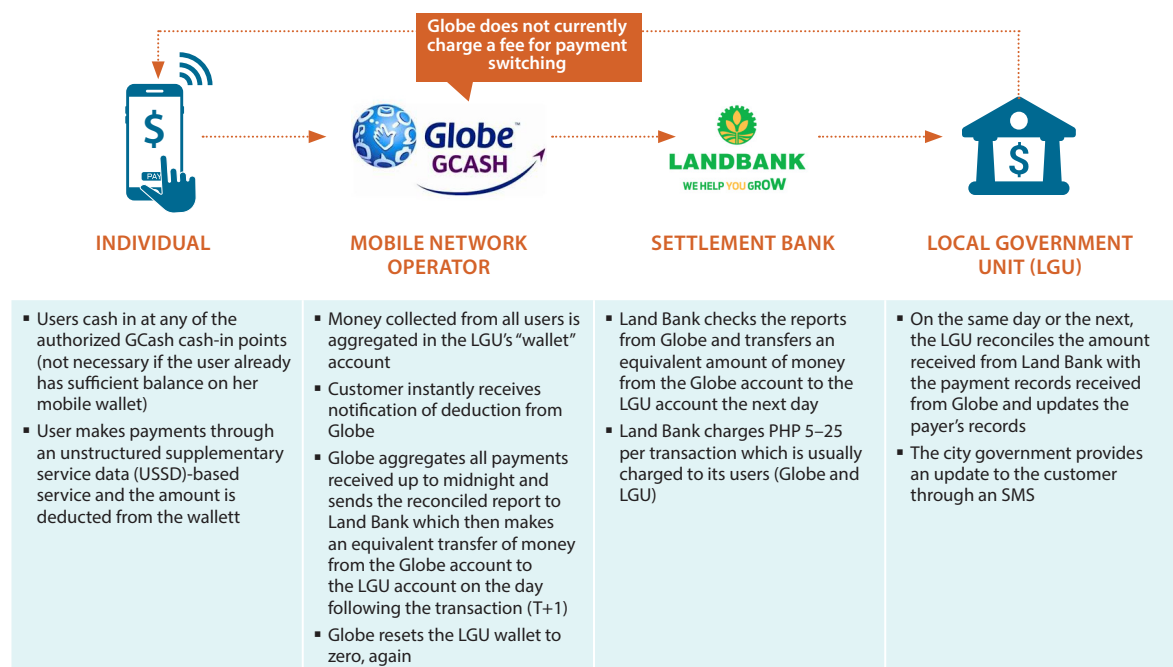 Globe does not currently
charge a fee for payment
switching
$
PAY
Globe™
GCASH
LANDBANK
WE HELP YOU GROW
$
INDIVIDUAL
MOBILE NETWORK
OPERATOR
SETTLEMENT BANK
LOCAL GOVERNMENT
UNIT (LGU)
▪ Users cash in at any of the
authorized GCash cash-in points
(not necessary if the user already
has sufficient balance on her
mobile wallet)
▪ User makes payments through
an unstructured supplementary
service data (USSD)-based
service and the amount is
deducted from the wallett
▪ Money collected from all users is
aggregated in the LGU’s “wallet”
account
▪ Customer instantly receives
notification of deduction from
Globe
▪ Globe aggregates all payments
received up to midnight and
sends the reconciled report to
Land Bank which then makes
an equivalent transfer of money
from the Globe account to
the LGU account on the day
following the transaction (T+1)
▪ Globe resets the LGU wallet to
zero, again
▪ Land Bank checks the reports
from Globe and transfers an
equivalent amount of money
from the Globe account to the
LGU account the next day
▪ Land Bank charges PHP 5–25
per transaction which is usually
charged to its users (Globe and
LGU)
▪ On the same day or the next,
the LGU reconciles the amount
received from Land Bank with
the payment records received
from Globe and updates the
payer’s records
▪ The city government provides
an update to the customer
through an SMS